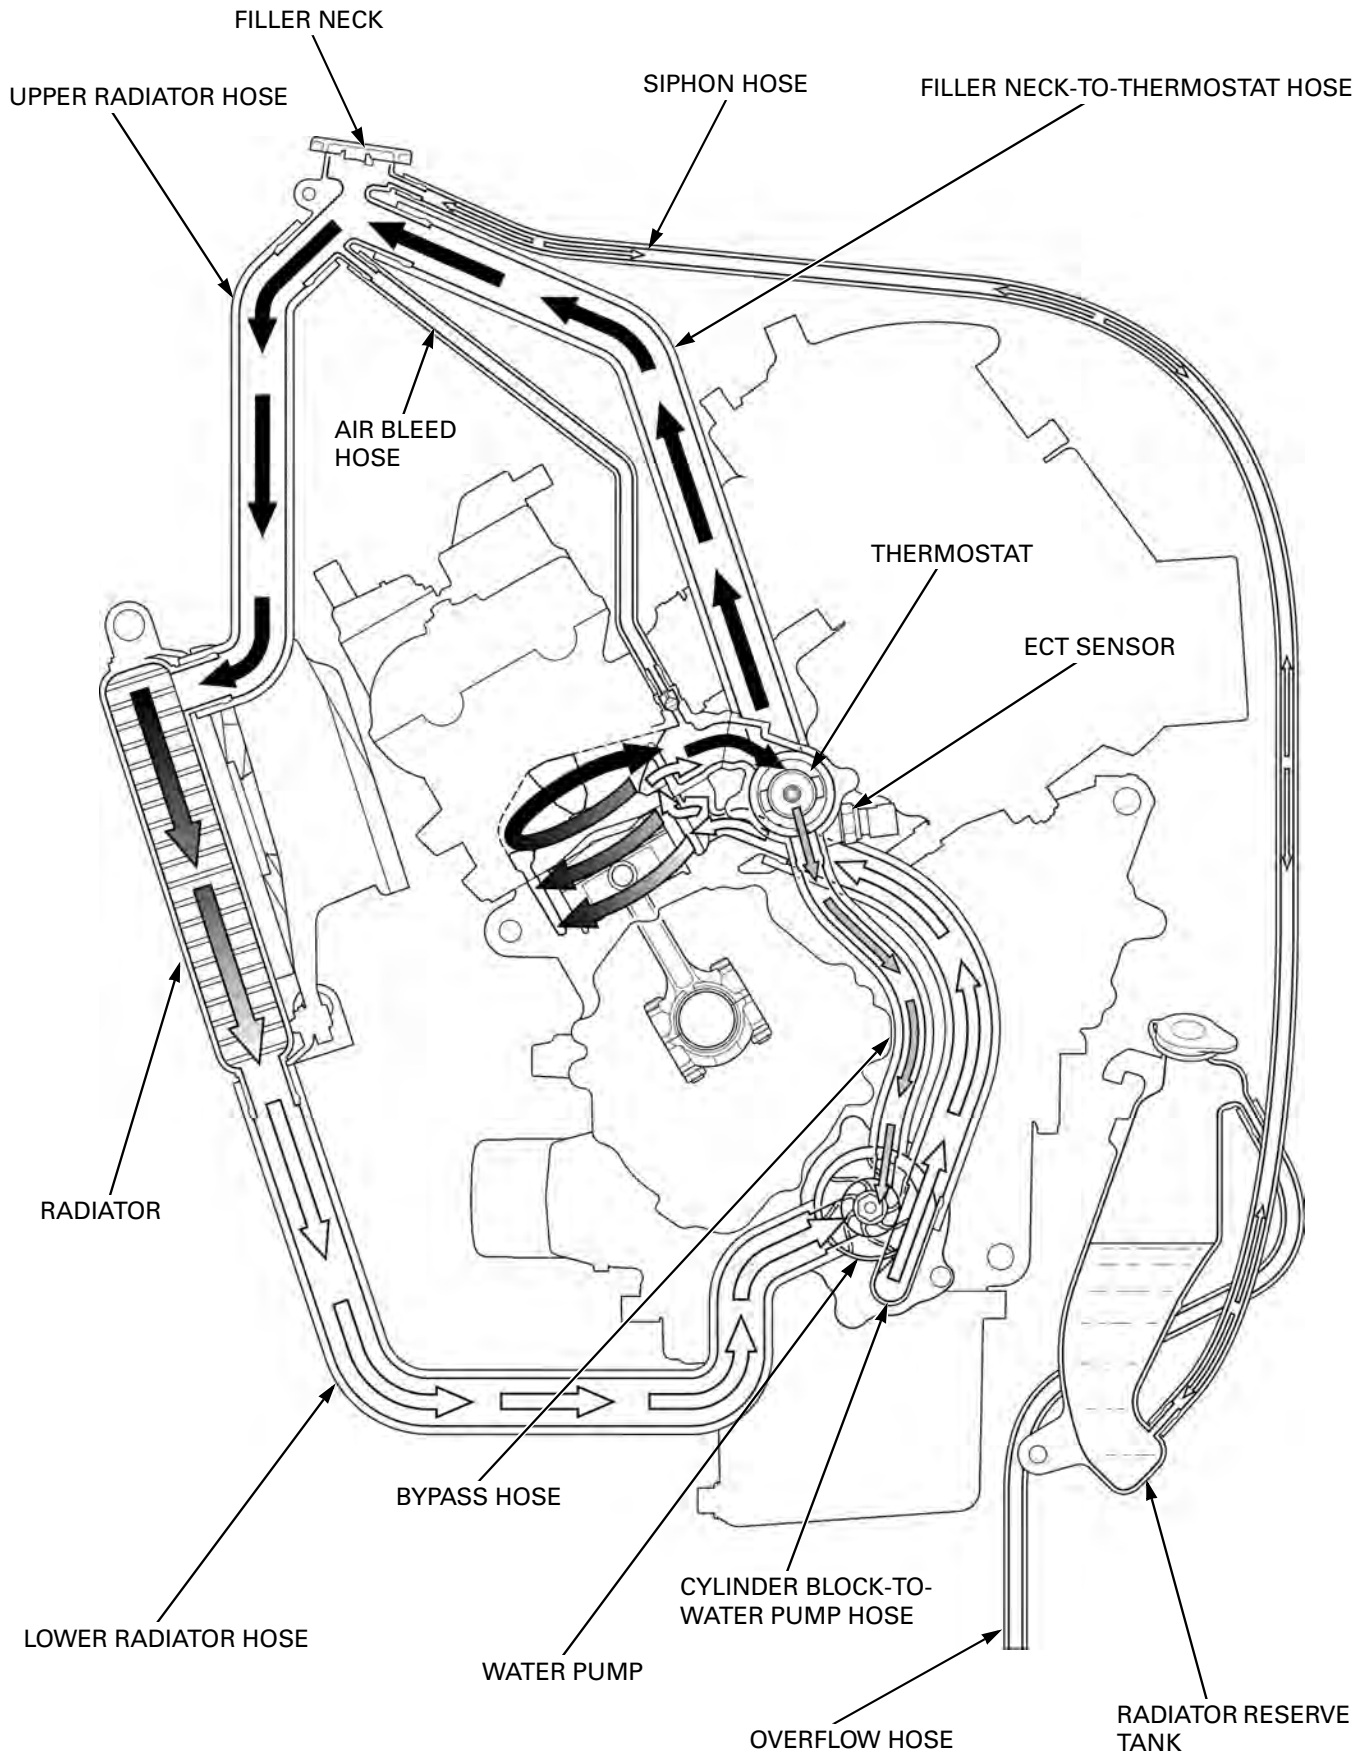 FILLER NECK
UPPER RADIATOR HOSE
SIPHON HOSE
FILLER NECK-TO-THERMOSTAT HOSE
AIR BLEED
HOSE
THERMOSTAT
ECT SENSOR
RADIATOR
BYPASS HOSE
CYLINDER BLOCK-TO-
WATER PUMP HOSE
LOWER RADIATOR HOSE
WATER PUMP
OVERFLOW HOSE
RADIATOR RESERVE
TANK